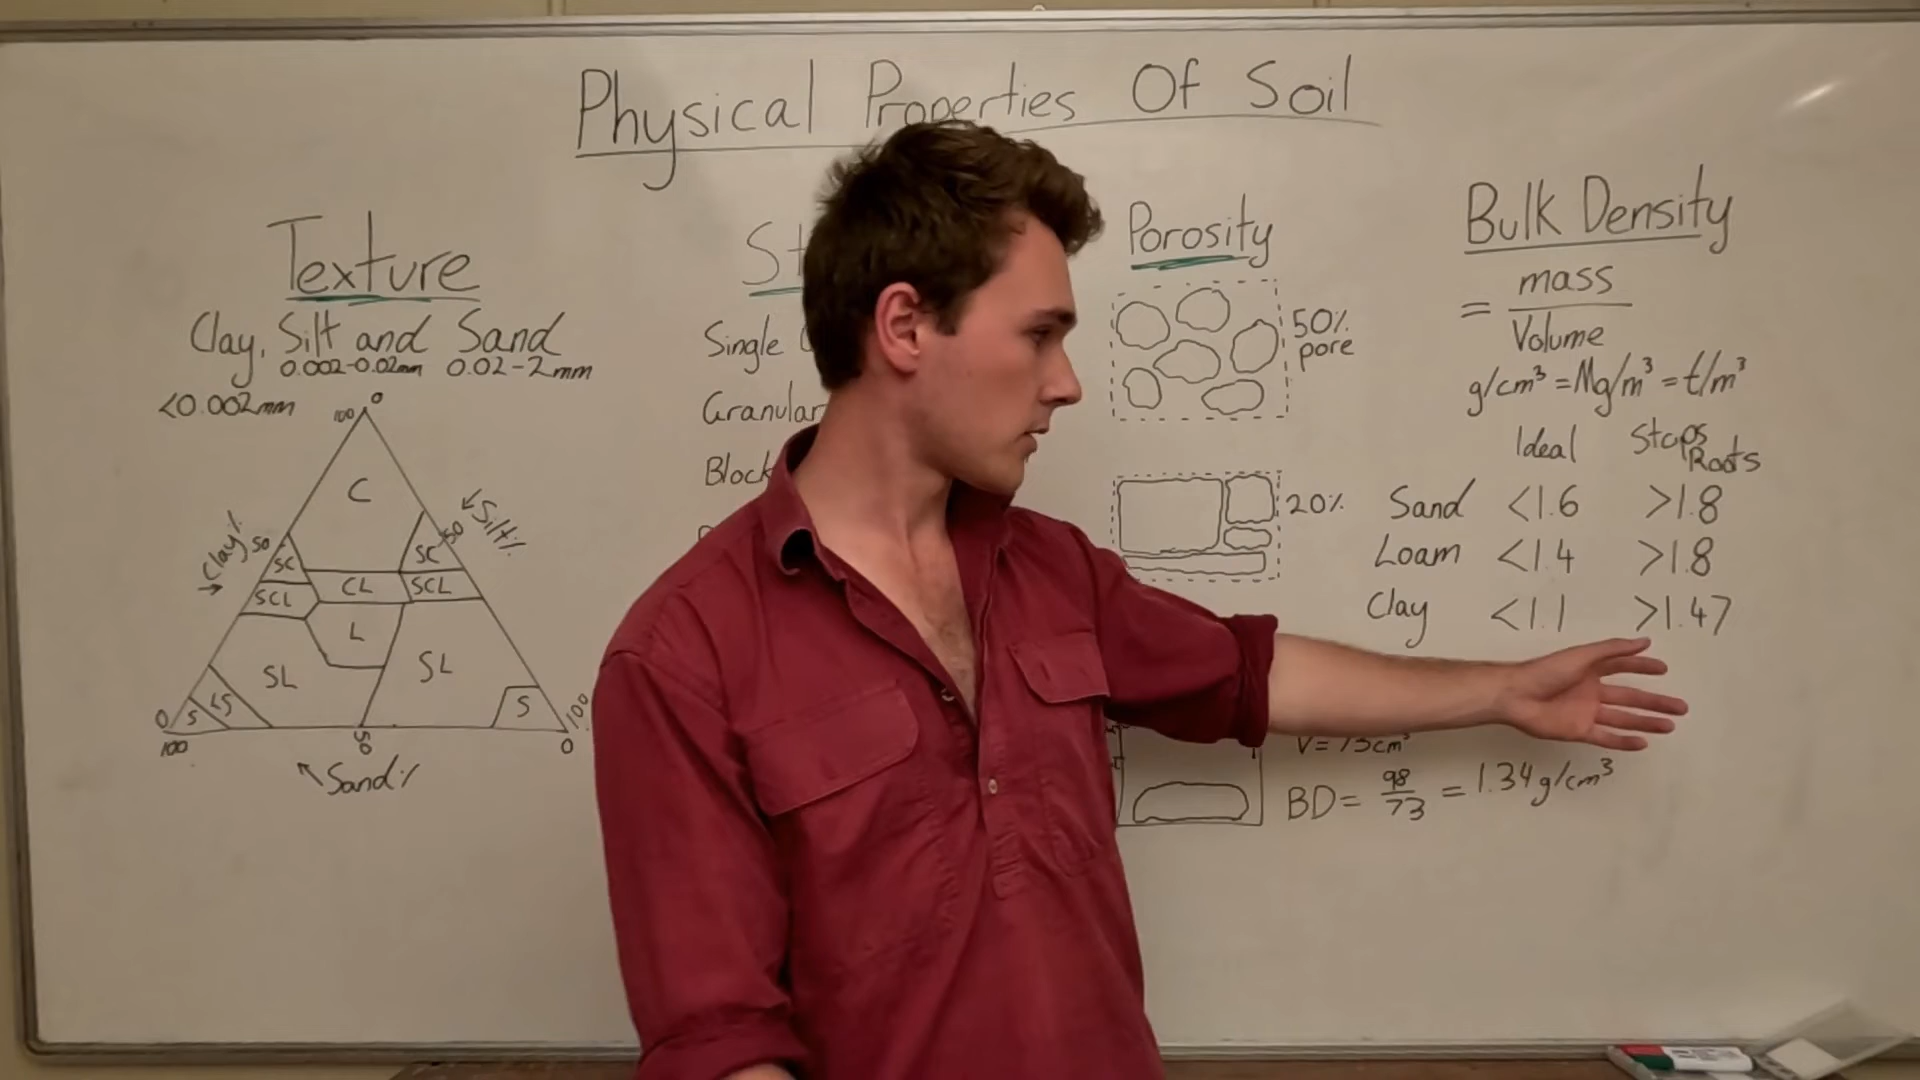 Physical Properties Of Soil
Texture
Clay, Silt and Sand
0.002-0.02mm 0.02-2mm
<0.002mm
100 0
C
Clay%
50
50
Silt%
SC
SC
SCL
CL
SCL
L
SL
SL
S
LS
S
0
100
50
100
0
Sand%
St
Single
Granular
Block
Porosity
50%
pore
20%
V= 73cm³
BD= 98/73 = 1.34g/cm³
Bulk Density
= mass
Volume
g/cm³ = Mg/m³ = t/m³
Ideal Stops Roots
Sand <1.6 >1.8
Loam <1.4 >1.8
Clay <1.1 >1.47